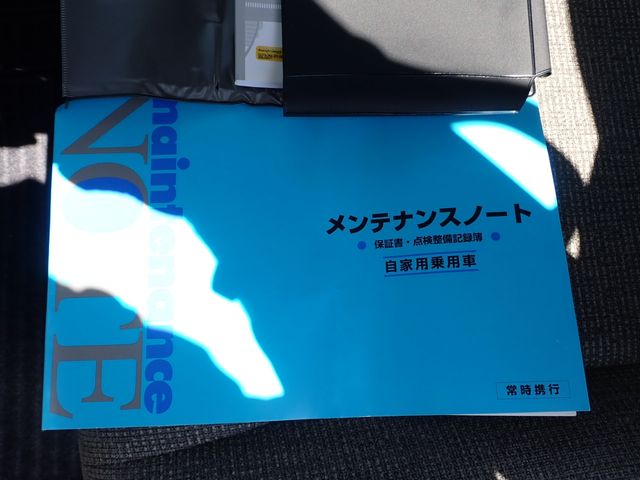 maintenance
NOTE
メンテナンスノート
● 保証書・点検整備記録簿 ●
自家用乗用車
常時携行